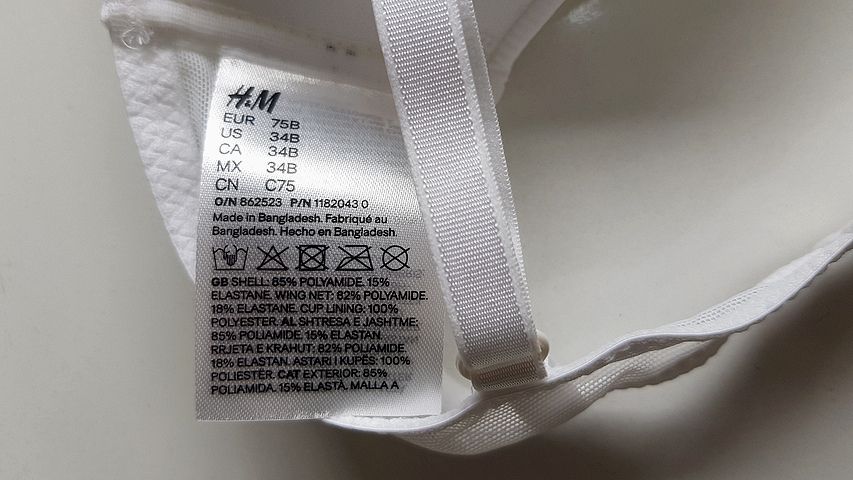 H&M
EUR 75B
US 34B
CA 34B
MX 34B
CN C75
O/N 862523 P/N 1182043 0
Made in Bangladesh. Fabriqué au
Bangladesh. Hecho en Bangladesh.
GB SHELL: 85% POLYAMIDE. 15%
ELASTANE. WING NET: 82% POLYAMIDE.
18% ELASTANE. CUP LINING: 100%
POLYESTER. AL SHTRESA E JASHTME:
85% POLIAMIDE. 15% ELASTAN.
RRJETA E KRAHUT: 82% POLIAMIDE.
18% ELASTAN. ASTARI I KUPËS: 100%
POLIESTËR. CAT EXTERIOR: 85%
POLIAMIDA. 15% ELASTÀ. MALLA A